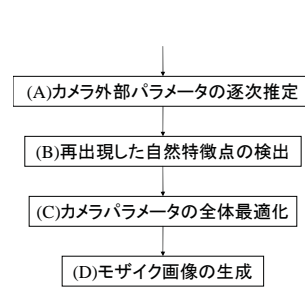 (A)カメラ外部パラメータの逐次推定
(B)再出現した自然特徴点の検出
(C)カメラパラメータの全体最適化
(D)モザイク画像の生成